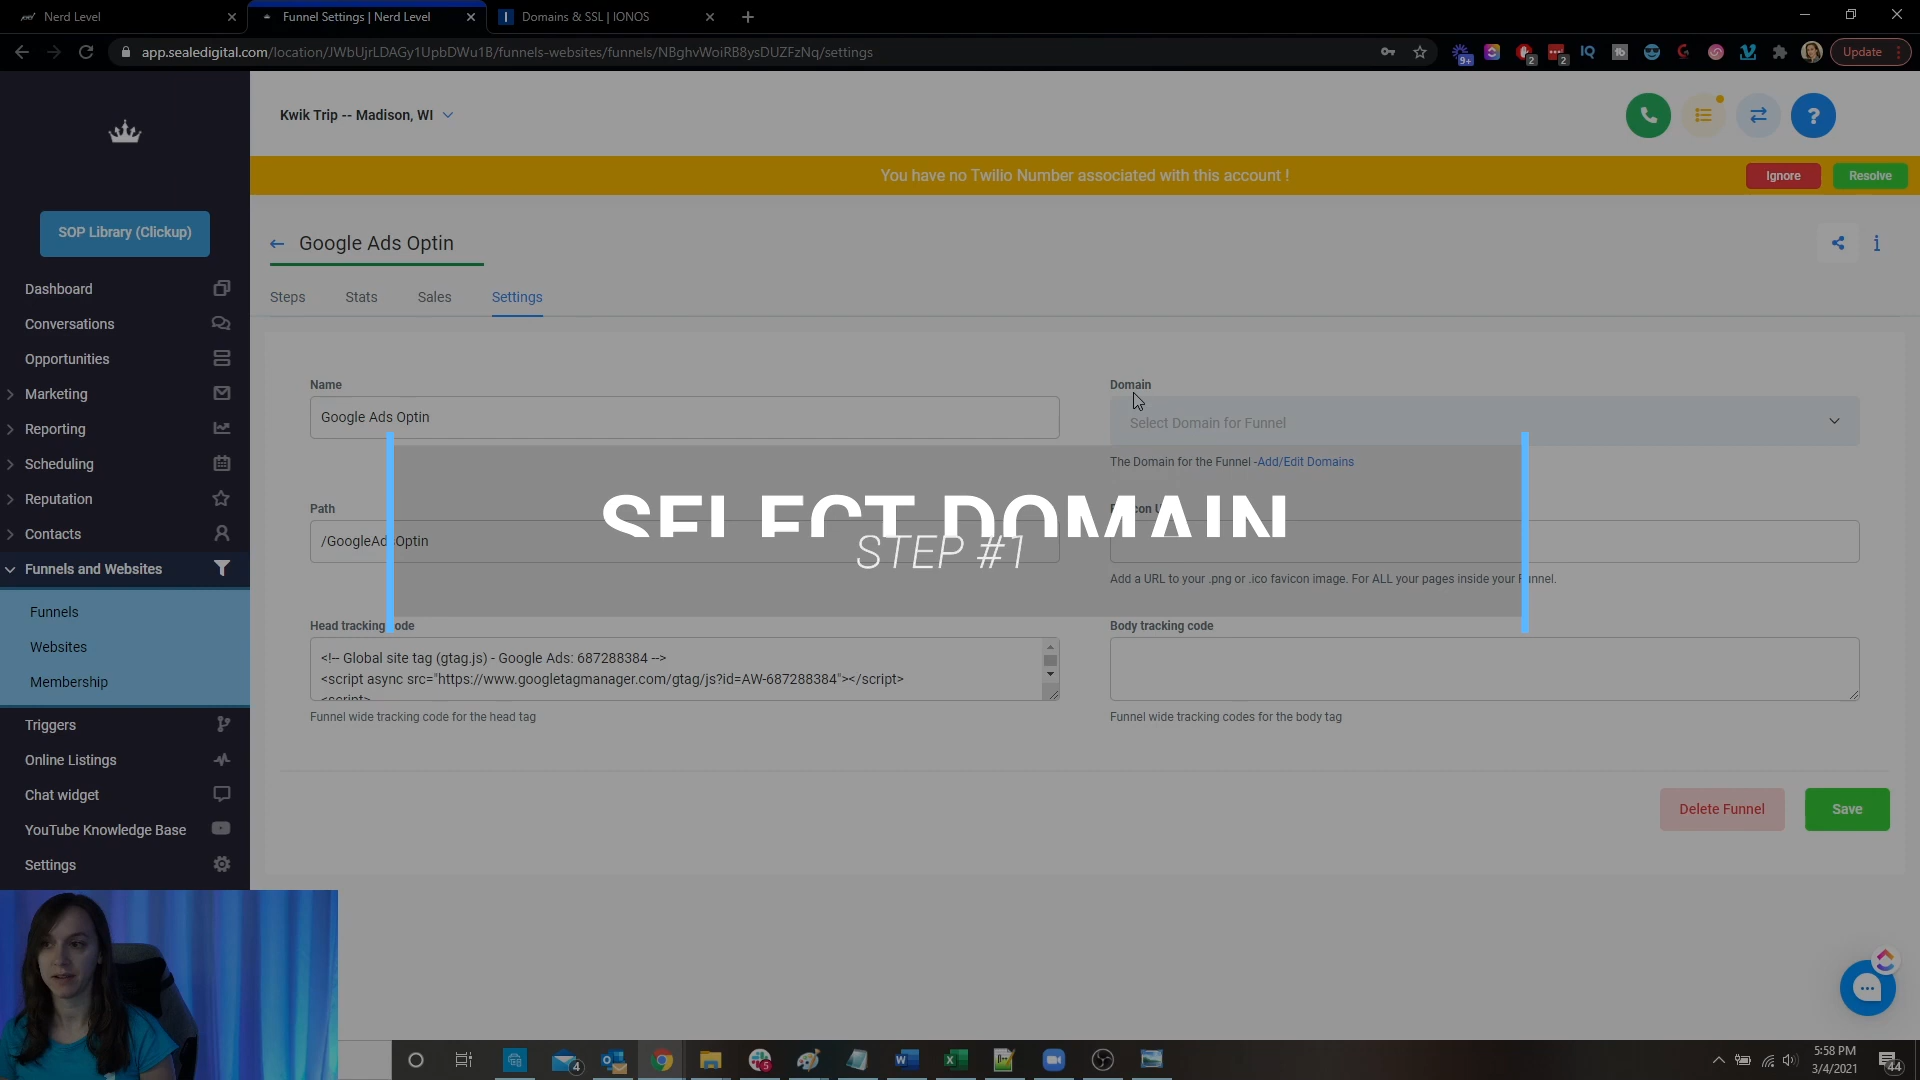 Nerd Level
Funnel Settings | Nerd Level
Domains & SSL | IONOS
app.sealedigital.com/location/JWbUjrLDAGy1UpbDWu1B/funnels-websites/funnels/NBghvWoiRB8ysDUZFzNq/settings
9+
2
2
IQ
Update
Kwik Trip -- Madison, WI
?
You have no Twilio Number associated with this account !
Ignore
Resolve
SOP Library (Clickup)
Google Ads Optin
i
Steps
Stats
Sales
Settings
Dashboard
Conversations
Opportunities
Marketing
Reporting
Scheduling
Reputation
Contacts
Funnels and Websites
Funnels
Websites
Membership
Triggers
Online Listings
Chat widget
YouTube Knowledge Base
Settings
Name
Google Ads Optin
Domain
Select Domain for Funnel
The Domain for the Funnel -Add/Edit Domains
SELECT DOMAIN
STEP #1
Path
Add a URL to your .png or .ico favicon image. For ALL your pages inside your Funnel.
Head tracking code
<!-- Global site tag (gtag.js) - Google Ads: 687288384 -->
<script async src="https://www.googletagmanager.com/gtag/js?id=AW-687288384"></script>
<script>
Funnel wide tracking code for the head tag
Body tracking code
Funnel wide tracking codes for the body tag
Delete Funnel
Save
4
5
5:58 PM
3/4/2021
44